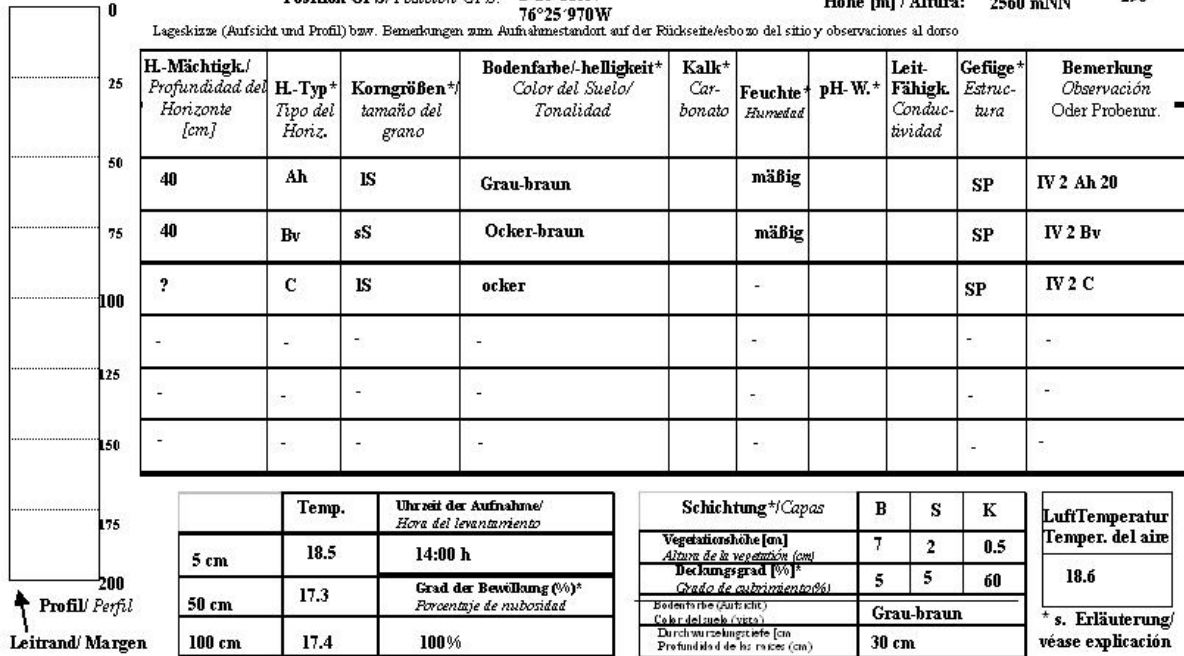 76°25´970W
Höhe [m] / Altura: 2560 mNN
Lageskizze (Aufsicht und Profil) bzw. Bemerkungen zum Aufnahmestandort auf der Rückseite/esbozo del sitio y observaciones al dorso
0
25
50
75
100
125
150
175
200
H.-Mächtigk./ Profundidad del Horizonte [cm]
H.-Typ* Tipo del Horiz.
Korngrößen*/ tamaño del grano
Bodenfarbe/-helligkeit* Color del Suelo/ Tonalidad
Kalk* Car-bonato
Feuchte* Humedad
pH-W.*
Leit-Fähigk. Conduc-tividad
Gefüge* Estruc-tura
Bemerkung Observación Oder Probennr.
40 Ah lS Grau-braun mäßig SP IV 2 Ah 20
40 Bv sS Ocker-braun mäßig SP IV 2 Bv
? C lS ocker - SP IV 2 C
- - - - - - -
- - - - - - -
- - - - - - -
Profil/ Perfil
Leitrand/ Margen
Temp.
Uhrzeit der Aufnahme/
Hora del levantamiento
5 cm 18.5 14:00 h
50 cm 17.3
Grad der Bewölkung (%)*
Porcentaje de nubosidad
100 cm 17.4 100%
Schichtung*/Capas B S K
Vegetationshöhe [cm]
Altura de la vegetatión (cm)
7 2 0.5
Deckungsgrad [%]*
Grado de cubrimiento(%)
5 5 60
Bodenfarbe (Aufsicht)
Color del suelo (vista)
Grau-braun
Durchwurzelungstiefe [cm
Profundidad de las raíces (cm)
30 cm
LuftTemperatur
Temper. del aire
18.6
* s. Erläuterung/
véase explicación